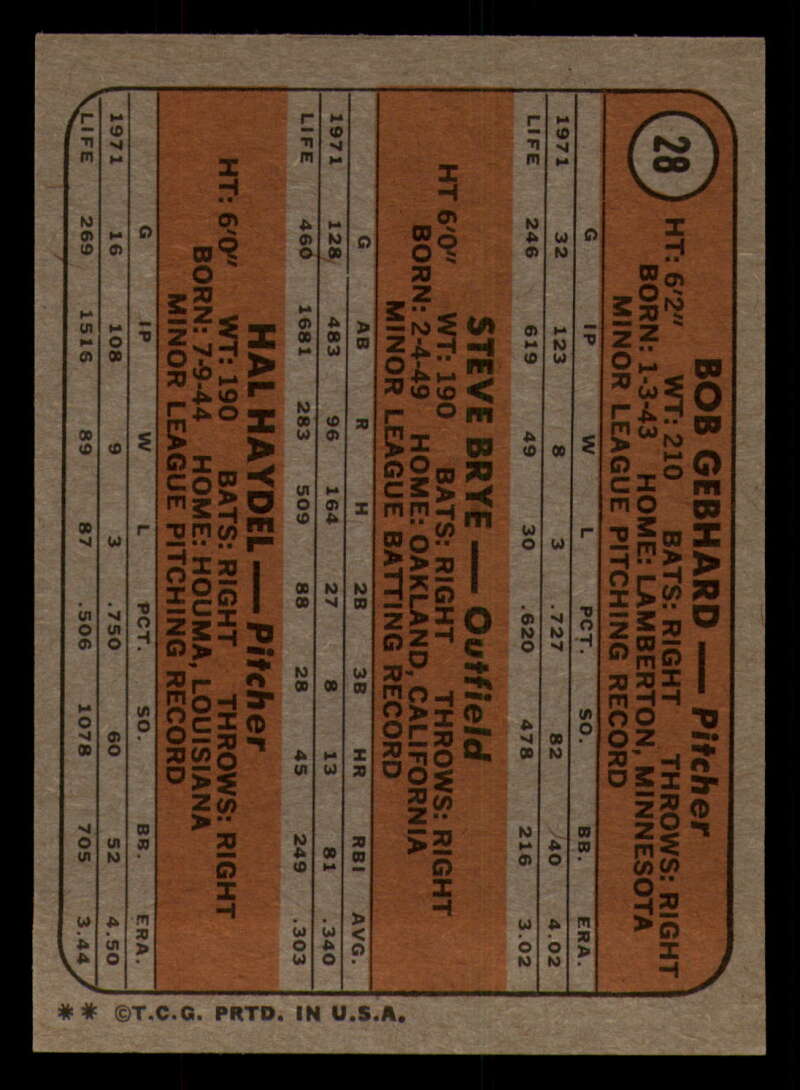 28
BOB GEBHARD — Pitcher
HT: 6'2" WT: 210 BATS: RIGHT THROWS: RIGHT
BORN: 1-3-43 HOME: LAMBERTON, MINNESOTA
MINOR LEAGUE PITCHING RECORD
G IP W L PCT. SO. BB. ERA.
1971 32 123 8 3 .727 82 40 4.02
LIFE 246 619 49 30 .620 478 216 3.02
STEVE BRYE — Outfield
HT 6'0" WT: 190 BATS: RIGHT THROWS: RIGHT
BORN: 2-4-49 HOME: OAKLAND, CALIFORNIA
MINOR LEAGUE BATTING RECORD
G AB R H 2B 3B HR RBI AVG.
1971 128 483 96 164 27 8 13 81 .340
LIFE 460 1681 283 509 88 28 45 249 .303
HAL HAYDEL — Pitcher
HT: 6'0" WT: 190 BATS: RIGHT THROWS: RIGHT
BORN: 7-9-44 HOME: HOUMA, LOUISIANA
MINOR LEAGUE PITCHING RECORD
G IP W L PCT. SO. BB. ERA.
1971 16 108 9 3 .750 60 52 4.50
LIFE 269 1516 89 87 .506 1078 705 3.44
** ©T.C.G. PRTD. IN U.S.A.